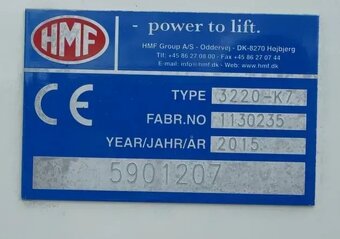 HMF
- power to lift.
HMF Group A/S - Oddervej - DK-8270 Højbjerg
Tlf: +45 86 27 08 00 - Fax +45 86 27 07 44
E-mail: info@hmf.dk - Web: www.hmf.dk
CE
TYPE 3220-K7
FABR.NO 1130235
YEAR/JAHR/ÅR 2015
5901207